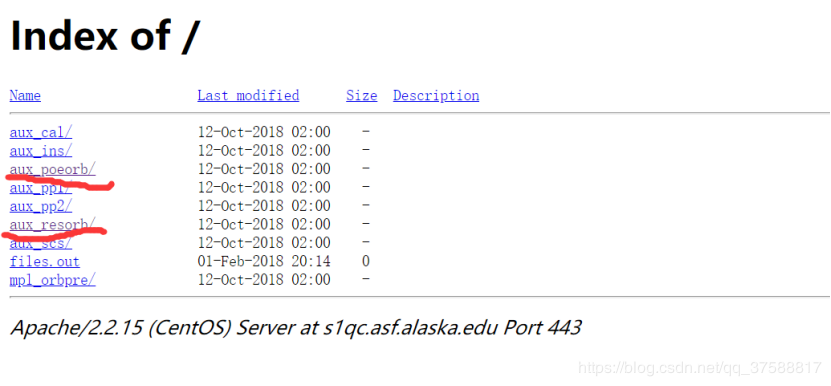 Index of /
Name Last modified Size Description
aux_cal/ 12-Oct-2018 02:00 -
aux_ins/ 12-Oct-2018 02:00 -
aux_poeorb/ 12-Oct-2018 02:00 -
aux_pp1/ 12-Oct-2018 02:00 -
aux_pp2/ 12-Oct-2018 02:00 -
aux_resorb/ 12-Oct-2018 02:00 -
aux_scs/ 12-Oct-2018 02:00 -
files.out 01-Feb-2018 20:14 0
mpl_orbpre/ 12-Oct-2018 02:00 -
Apache/2.2.15 (CentOS) Server at s1qc.asf.alaska.edu Port 443
https://blog.csdn.net/qq_37588817